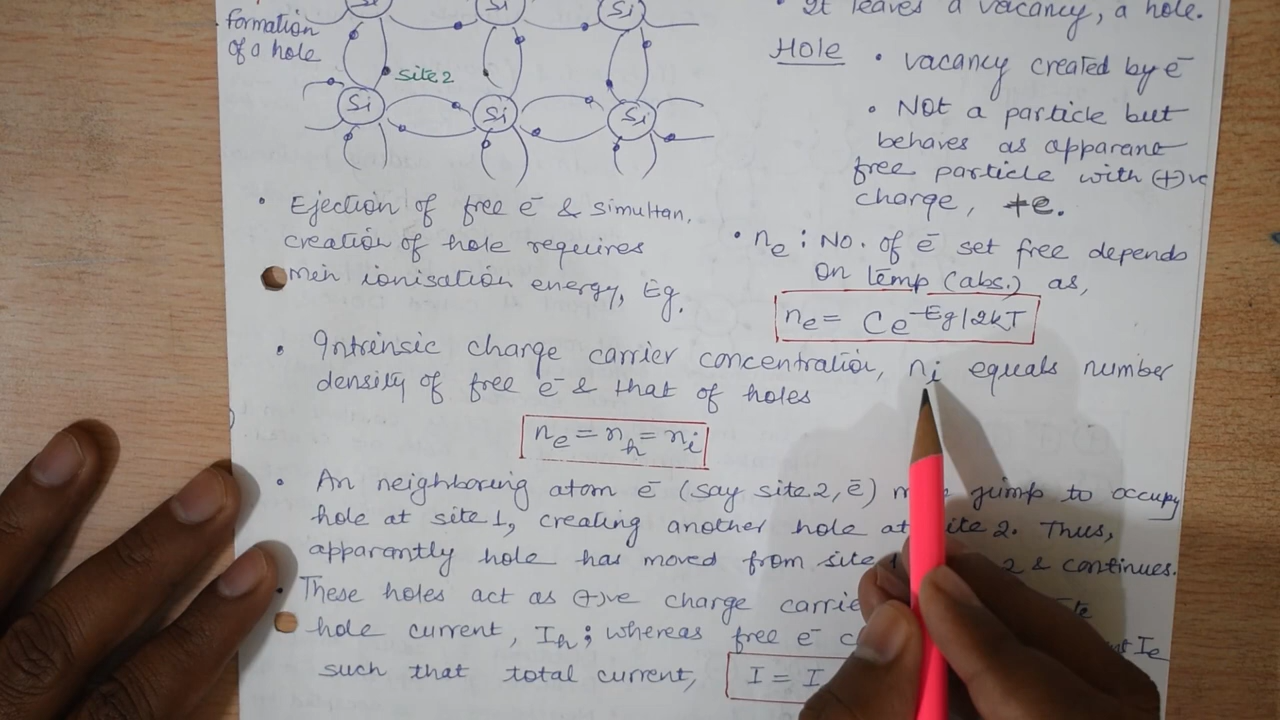 Formation
of a hole
Si
Si
Si
site 2
Si
Si
Si
• It leaves a vacancy, a hole.
Hole • vacancy created by ē
• Not a particle but
behaves as apparant
free particle with (+)ve
charge, +e.
• Ejection of free ē & simultan.
creation of hole requires
min ionisation energy, Eg.
• ne : No. of ē set free depends
on temp (abs.) as,
ne = Ce^-Eg/2kT
• Intrinsic charge carrier concentration, ni equals number
density of free ē & that of holes
ne = nh = ni
• An neighboring atom ē (say site 2, ē) jump to occupy
hole at site 1, creating another hole at site 2. Thus,
apparantly hole has moved from site 2 & continues.
• These holes act as (+)ve charge
hole current, Ih; whereas free ē Ie
such that total current, I = I